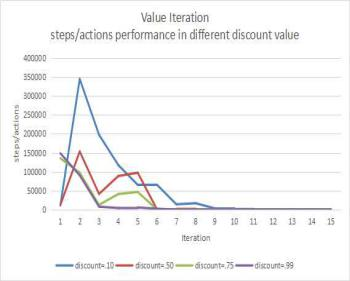 Value Iteration
steps/actions performance in different discount value
400000
350000
300000
250000
200000
150000
100000
50000
0
steps/actions
1 2 3 4 5 6 7 8 9 10 11 12 13 14 15
Iteration
discount=.10 discount=.50 discount=.75 discount=.99